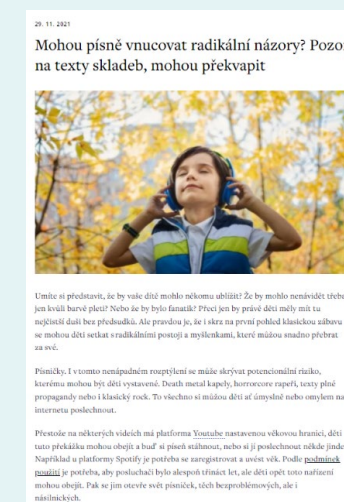 29. 11. 2021
Mohou písně vnucovat radikální názory? Pozor
na texty skladeb, mohou překvapit
Umíte si představit, že by vaše dítě mohlo někomu ublížit? Že by mohlo nenávidět třeba
jen kvůli barvě pleti? Nebo že by bylo fanatik? Přeci jen by právě děti měly mít tu
nejčistší duši bez předsudků. Ale pravdou je, že i skrz na první pohled klasickou zábavu
se mohou děti setkat s radikálními postoji a myšlenkami, které můžou snadno přebrat
za své.
Písničky. I v tomto nenápadném rozptýlení se může skrývat potencionální riziko,
kterému mohou být děti vystavené. Death metal kapely, horrorcore rapeři, texty plné
propagandy nebo i klasický rock. To všechno si můžou děti ať úmyslně nebo omylem na
internetu poslechnout.
Přestože na některých videích má platforma Youtube nastavenou věkovou hranici, děti
tuto překážku mohou obejít a buď si píseň stáhnout, nebo si jí poslechnout někde jinde.
Například u platformy Spotify je potřeba se zaregistrovat a uvést věk. Podle podmínek
použití je potřeba, aby posluchači bylo alespoň třináct let, ale děti opět toto nařízení
mohou obejít. Pak se jim otevře svět písniček, těch bezproblémových, ale i
násilnických.